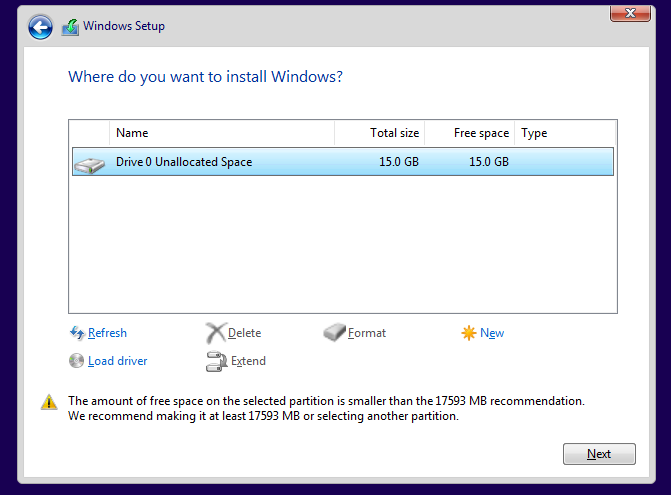 Windows Setup
Where do you want to install Windows?
Name Total size Free space Type
Drive 0 Unallocated Space 15.0 GB 15.0 GB
Refresh Delete Format New
Load driver Extend
The amount of free space on the selected partition is smaller than the 17593 MB recommendation.
We recommend making it at least 17593 MB or selecting another partition.
Next